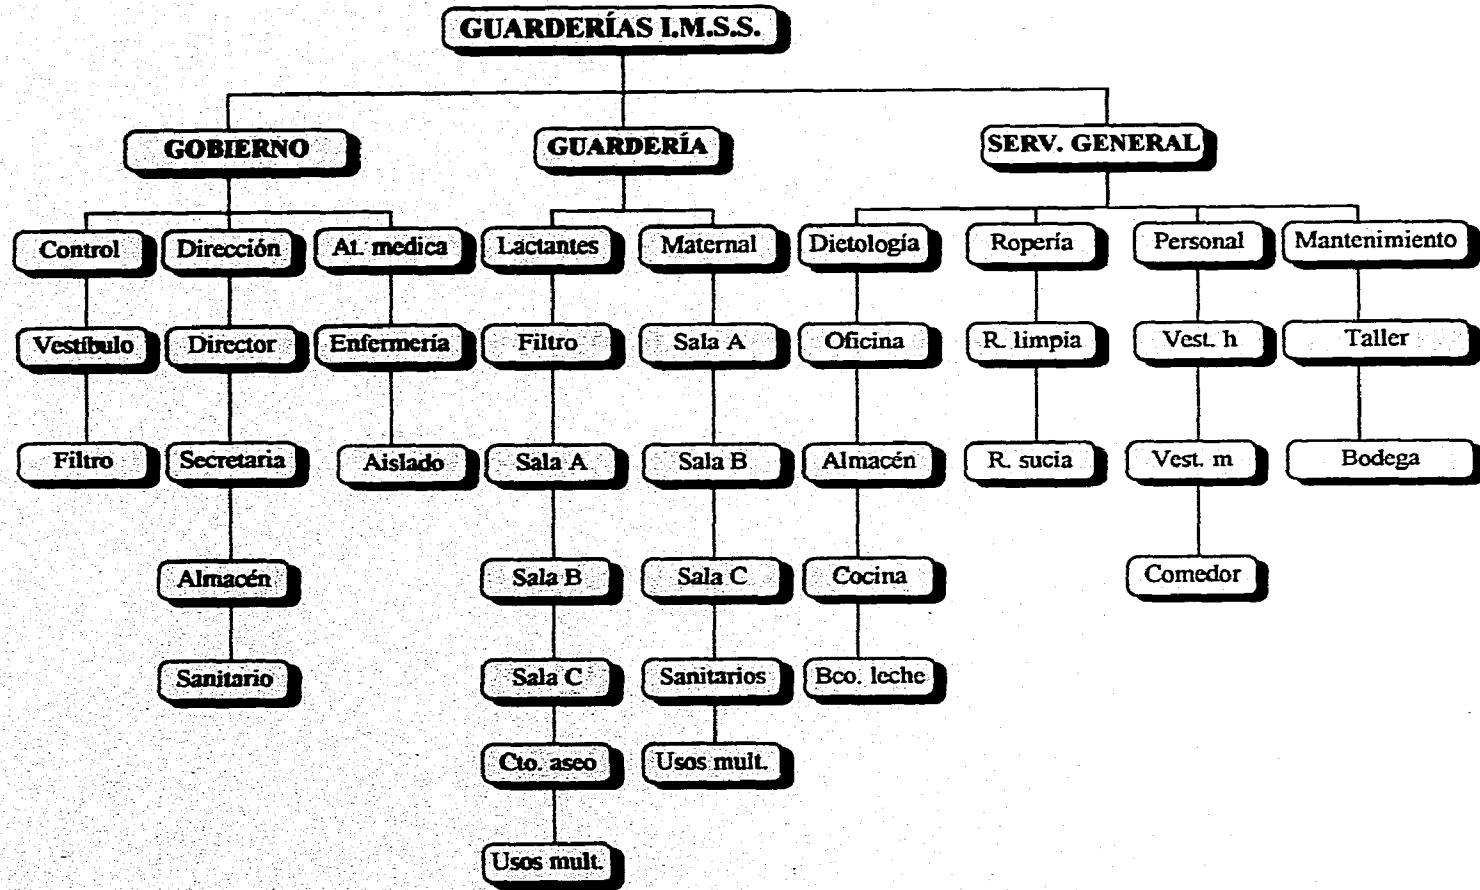 GUARDERÍAS I.M.S.S.
GOBIERNO
GUARDERÍA
SERV. GENERAL
Control
Dirección
At. medica
Lactantes
Maternal
Dietología
Ropería
Personal
Mantenimiento
Vestíbulo
Director
Enfermería
Filtro
Sala A
Oficina
R. limpia
Vest. h
Taller
Filtro
Secretaria
Aislado
Sala A
Sala B
Almacén
R. sucia
Vest. m
Bodega
Almacén
Sala B
Sala C
Cocina
Comedor
Sanitario
Sala C
Sanitarios
Bco. leche
Cto. aseo
Usos mult.
Usos mult.